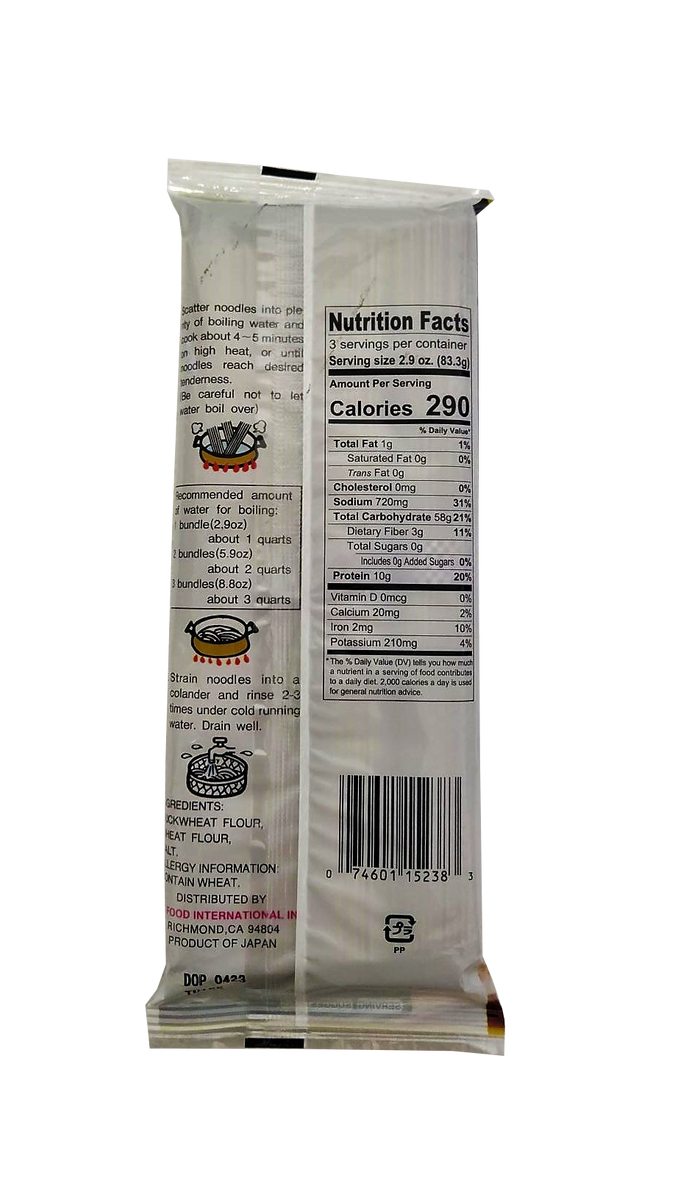 Scatter noodles into ple
nty of boiling water and
cook about 4~5 minutes
on high heat, or until
noodles reach desired
tenderness.
(Be careful not to let
water boil over)
Recommended amount
of water for boiling:
1 bundle(2.9oz)
about 1 quarts
2 bundles(5.9oz)
about 2 quarts
3 bundles(8.8oz)
about 3 quarts
Strain noodles into a
colander and rinse 2-3
times under cold running
water. Drain well.
GREDIENTS:
CKWHEAT FLOUR,
HEAT FLOUR,
ALT.
LERGY INFORMATION:
ONTAIN WHEAT.
DISTRIBUTED BY
FOOD INTERNATIONAL IN
RICHMOND,CA 94804
PRODUCT OF JAPAN
DOP 0423
Nutrition Facts
3 servings per container
Serving size 2.9 oz. (83.3g)
Amount Per Serving
Calories 290
% Daily Value*
Total Fat 1g 1%
Saturated Fat 0g 0%
Trans Fat 0g
Cholesterol 0mg 0%
Sodium 720mg 31%
Total Carbohydrate 58g 21%
Dietary Fiber 3g 11%
Total Sugars 0g
Includes 0g Added Sugars 0%
Protein 10g 20%
Vitamin D 0mcg 0%
Calcium 20mg 2%
Iron 2mg 10%
Potassium 210mg 4%
* The % Daily Value (DV) tells you how much
a nutrient in a serving of food contributes
to a daily diet. 2,000 calories a day is used
for general nutrition advice.
0 74601 15238 3
プラ
PP